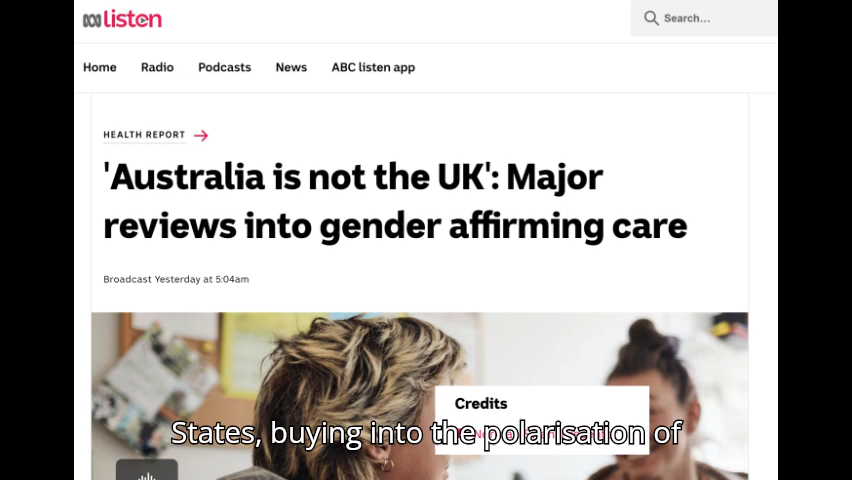 listen
Search...
Home Radio Podcasts News ABC listen app
HEALTH REPORT
'Australia is not the UK': Major
reviews into gender affirming care
Broadcast Yesterday at 5:04am
Credits
States, buying into the polarisation of